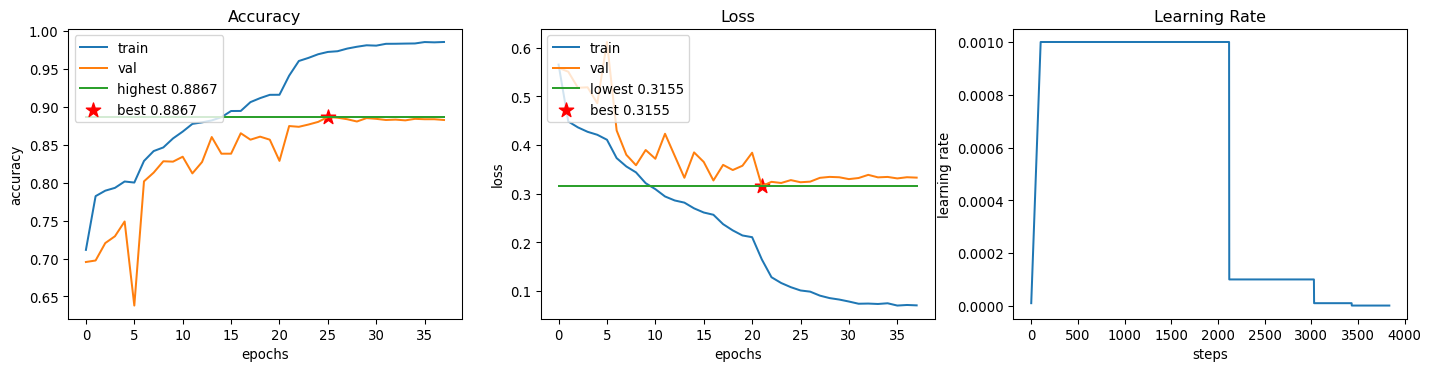 Accuracy
train
val
highest 0.8867
best 0.8867
1.00
0.95
0.90
0.85
0.80
0.75
0.70
0.65
accuracy
0 5 10 15 20 25 30 35
epochs
Loss
train
val
lowest 0.3155
best 0.3155
0.6
0.5
0.4
0.3
0.2
0.1
loss
0 5 10 15 20 25 30 35
epochs
Learning Rate
0.0010
0.0008
0.0006
0.0004
0.0002
0.0000
learning rate
0 500 1000 1500 2000 2500 3000 3500 4000
steps